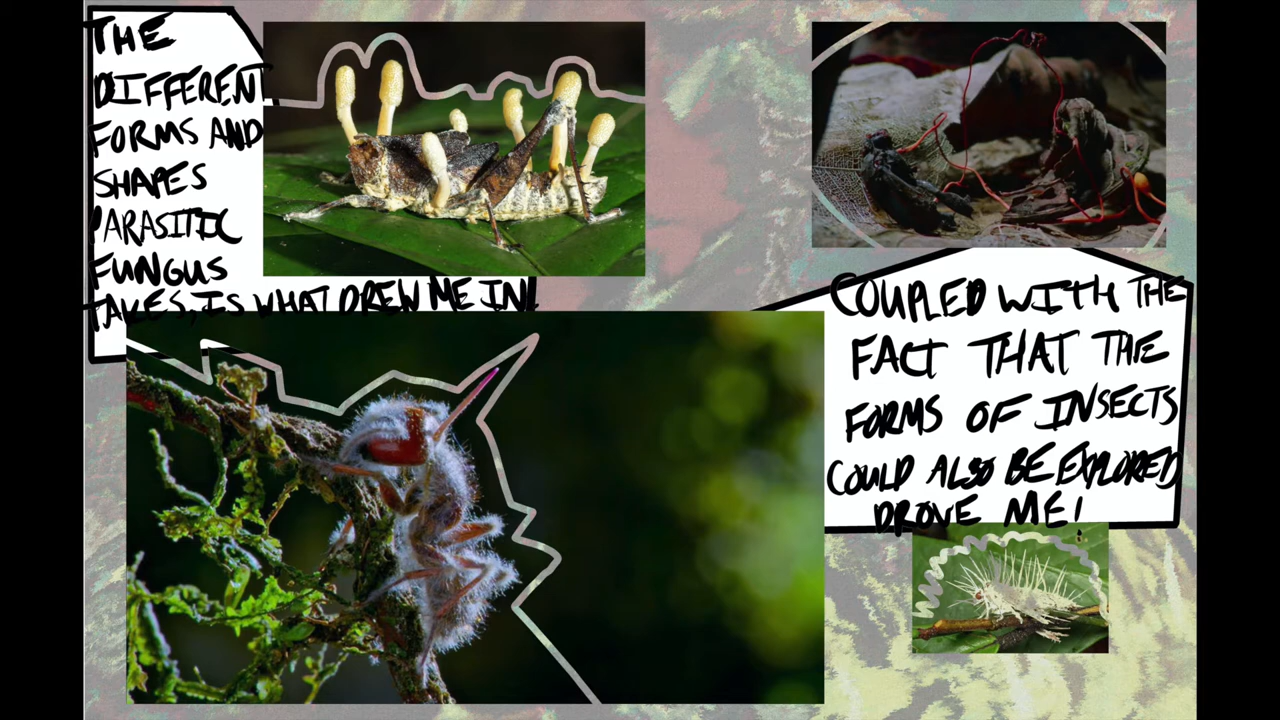 THE
DIFFERENT
FORMS AND
SHAPES
PARASITIC
FUNGUS
TAKES, IS WHAT DREW ME IN!
COUPLED WITH THE
FACT THAT THE
FORMS OF INSECTS
COULD ALSO BE EXPLORED
DROVE ME!